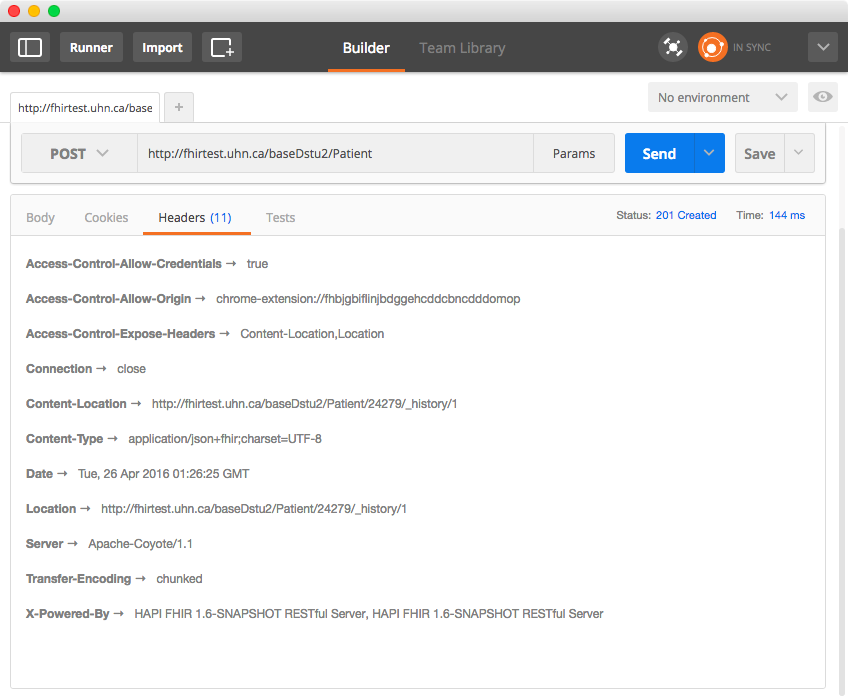 Runner Import Builder Team Library IN SYNC
http://fhirtest.uhn.ca/base + No environment
POST http://fhirtest.uhn.ca/baseDstu2/Patient Params Send Save
Body Cookies Headers (11) Tests Status: 201 Created Time: 144 ms
Access-Control-Allow-Credentials → true
Access-Control-Allow-Origin → chrome-extension://fhbjgbiflinjbdggehcddcbncdddomop
Access-Control-Expose-Headers → Content-Location,Location
Connection → close
Content-Location → http://fhirtest.uhn.ca/baseDstu2/Patient/24279/_history/1
Content-Type → application/json+fhir;charset=UTF-8
Date → Tue, 26 Apr 2016 01:26:25 GMT
Location → http://fhirtest.uhn.ca/baseDstu2/Patient/24279/_history/1
Server → Apache-Coyote/1.1
Transfer-Encoding → chunked
X-Powered-By → HAPI FHIR 1.6-SNAPSHOT RESTful Server, HAPI FHIR 1.6-SNAPSHOT RESTful Server